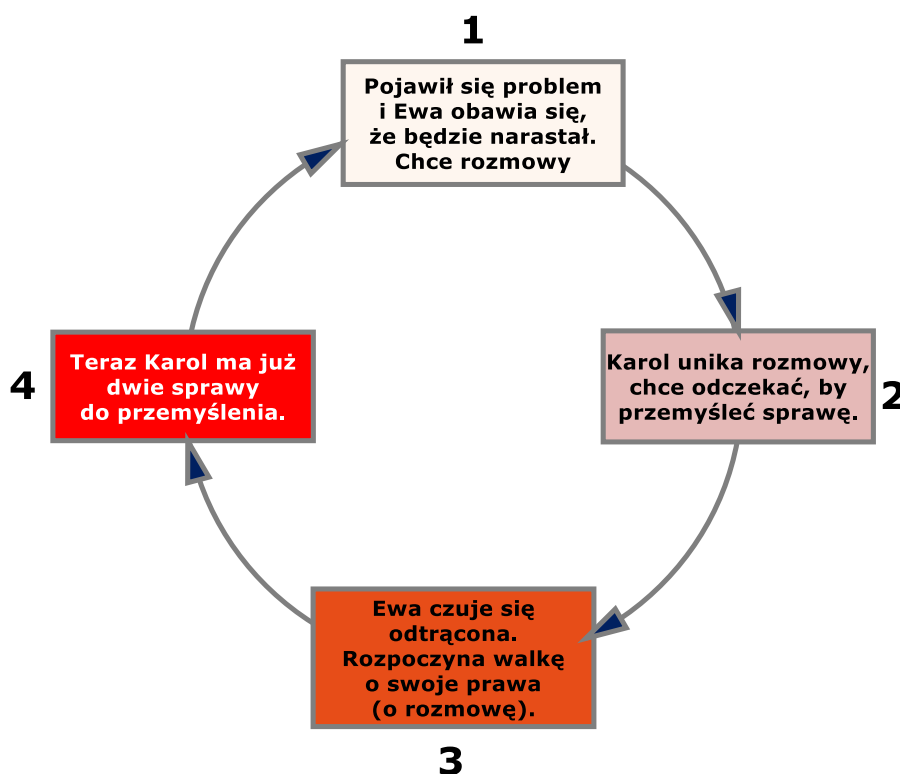 1
Pojawił się problem
i Ewa obawia się,
że będzie narastał.
Chce rozmowy
Karol unika rozmowy,
chce odczekać, by
przemyśleć sprawę.
2
Ewa czuje się
odtrącona.
Rozpoczyna walkę
o swoje prawa
(o rozmowę).
3
4
Teraz Karol ma już
dwie sprawy
do przemyślenia.